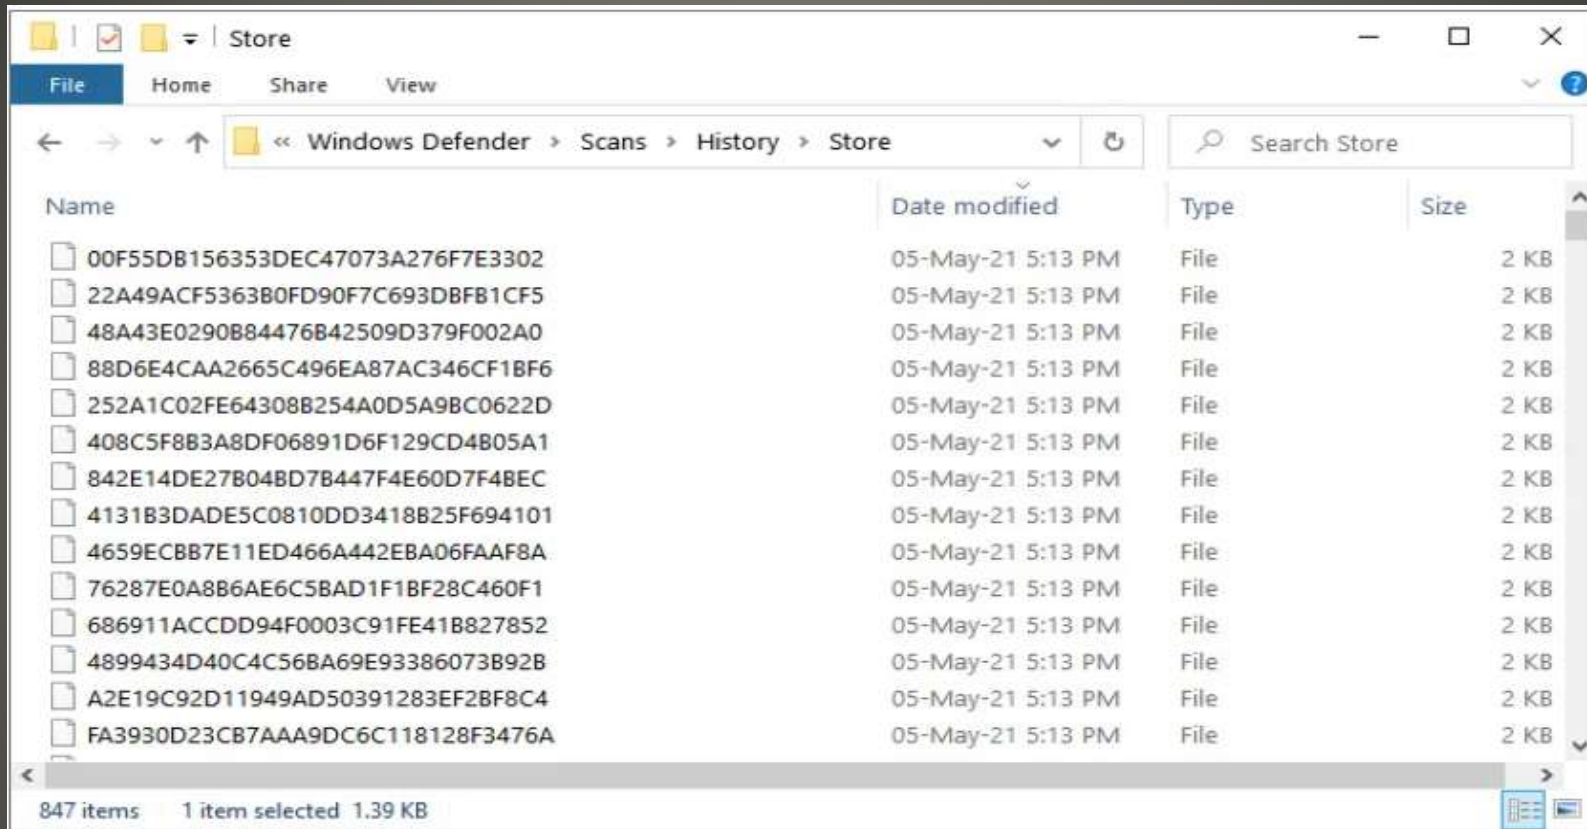 Store
File Home Share View
« Windows Defender > Scans > History > Store Search Store
Name Date modified Type Size
00F55DB156353DEC47073A276F7E3302 05-May-21 5:13 PM File 2 KB
22A49ACF5363B0FD90F7C693DBFB1CF5 05-May-21 5:13 PM File 2 KB
48A43E0290B84476B42509D379F002A0 05-May-21 5:13 PM File 2 KB
88D6E4CAA2665C496EA87AC346CF1BF6 05-May-21 5:13 PM File 2 KB
252A1C02FE64308B254A0D5A9BC0622D 05-May-21 5:13 PM File 2 KB
408C5F8B3A8DF06891D6F129CD4B05A1 05-May-21 5:13 PM File 2 KB
842E14DE27B04BD7B447F4E60D7F4BEC 05-May-21 5:13 PM File 2 KB
4131B3DADE5C0810DD3418B25F694101 05-May-21 5:13 PM File 2 KB
4659ECBB7E11ED466A442EBA06FAAF8A 05-May-21 5:13 PM File 2 KB
76287E0A8B6AE6C5BAD1F1BF28C460F1 05-May-21 5:13 PM File 2 KB
686911ACCDD94F0003C91FE41B827852 05-May-21 5:13 PM File 2 KB
4899434D40C4C56BA69E93386073B92B 05-May-21 5:13 PM File 2 KB
A2E19C92D11949AD50391283EF2BF8C4 05-May-21 5:13 PM File 2 KB
FA3930D23CB7AAA9DC6C118128F3476A 05-May-21 5:13 PM File 2 KB
847 items 1 item selected 1.39 KB